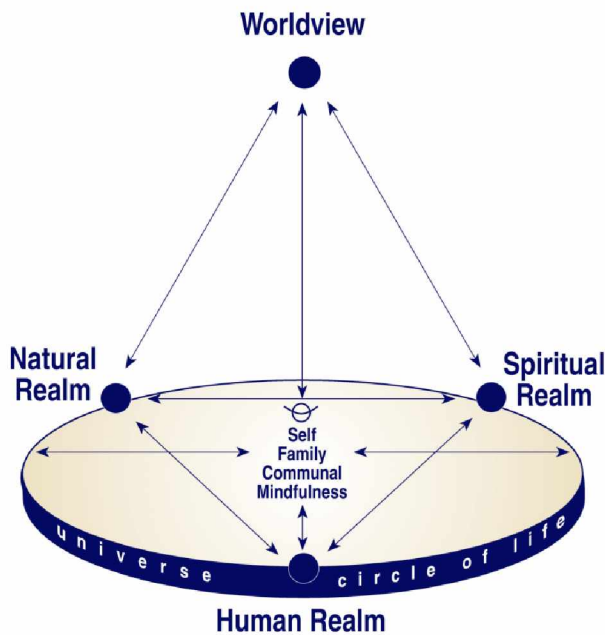 Worldview
Natural
Realm
Spiritual
Realm
Self
Family
Communal
Mindfulness
universe circle of life
Human Realm